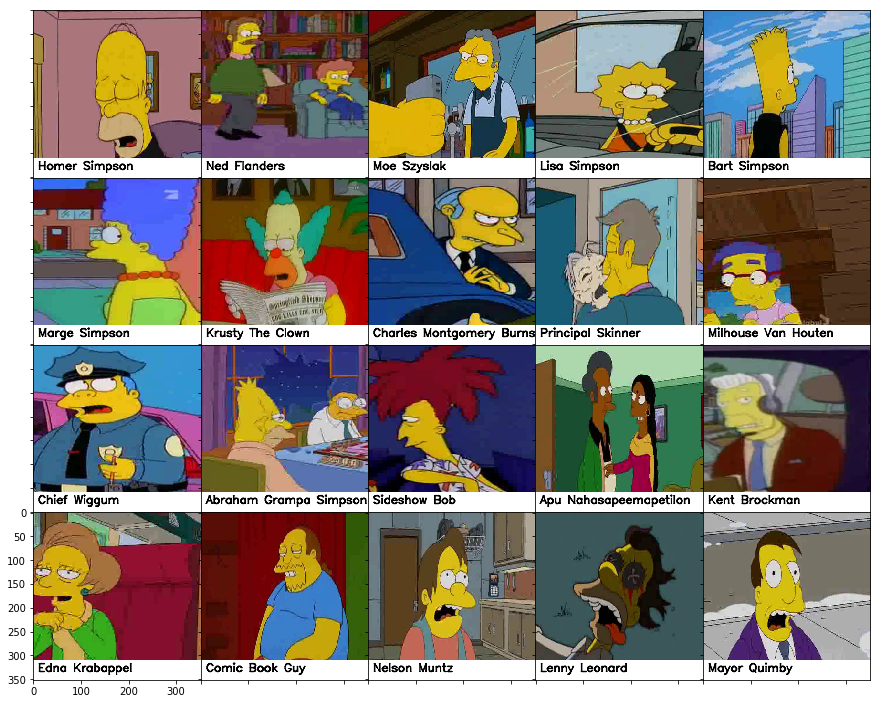 Homer Simpson
Ned Flanders
Moe Szyslak
Lisa Simpson
Bart Simpson
Marge Simpson
Krusty The Clown
Charles Montgomery Burns
Principal Skinner
Milhouse Van Houten
Chief Wiggum
Abraham Grampa Simpson
Sideshow Bob
Apu Nahasapeemapetilon
Kent Brockman
0
50
100
150
200
250
300
350
Edna Krabappel
Comic Book Guy
Nelson Muntz
Lenny Leonard
Mayor Quimby
0 100 200 300